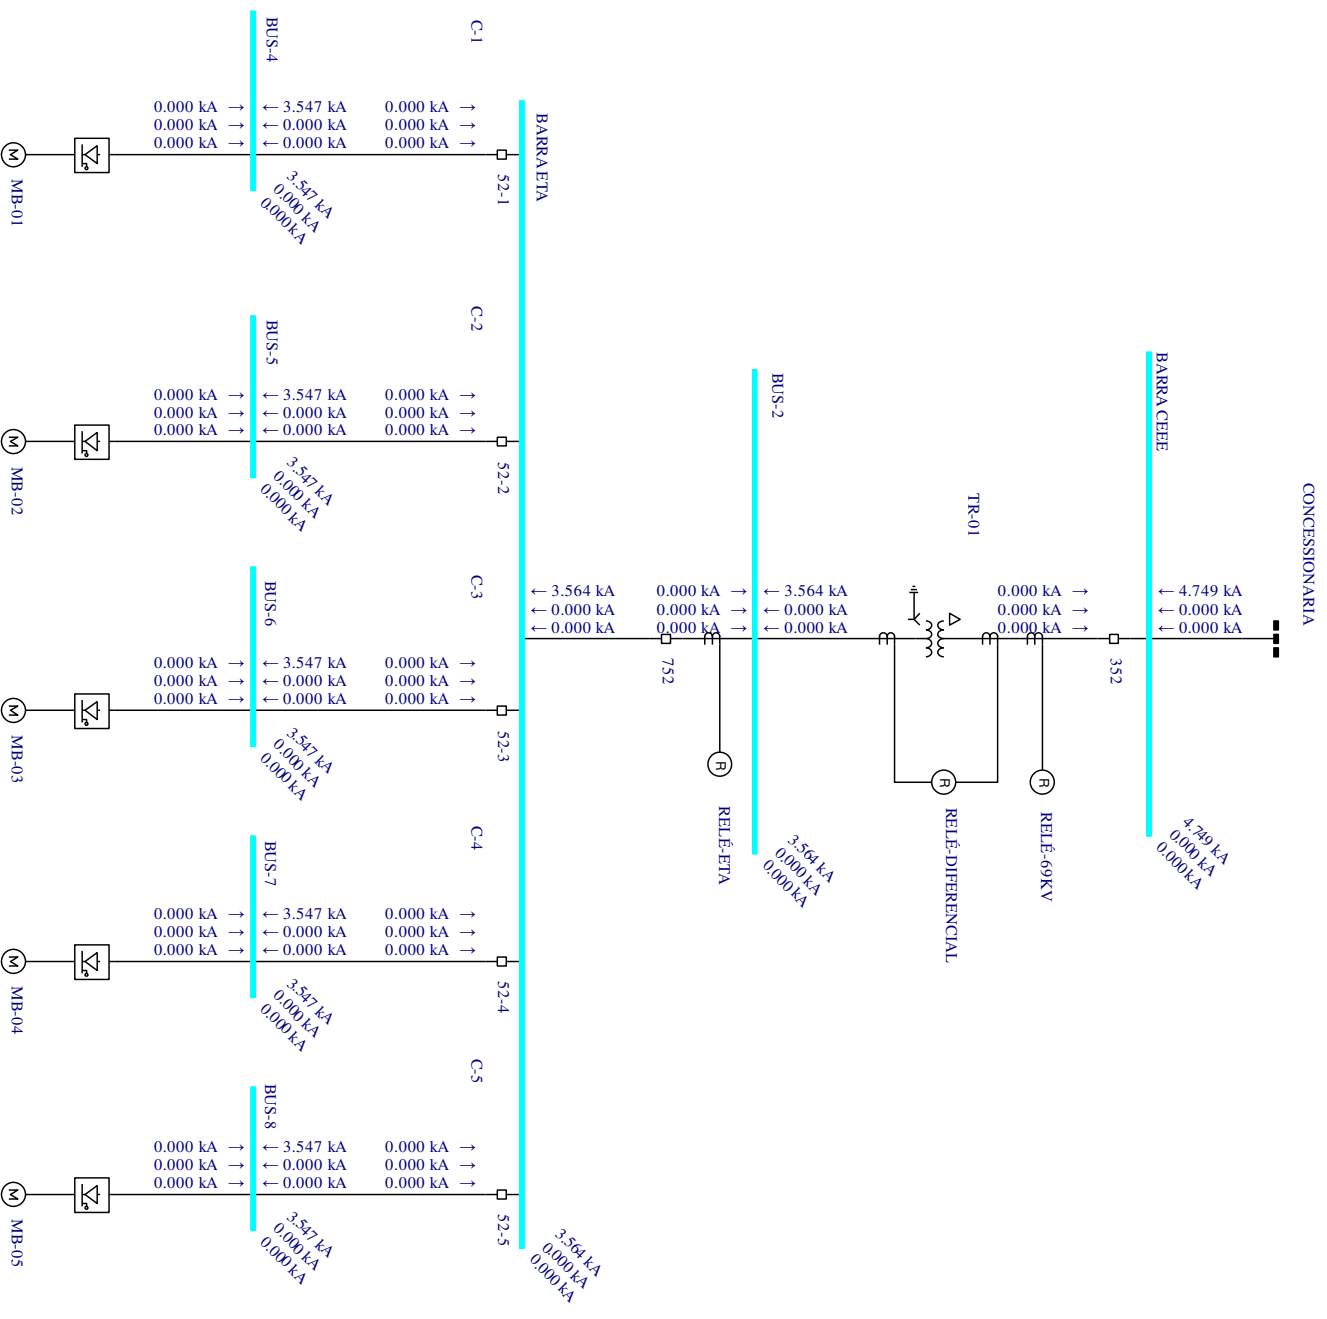 CONCESSIONARIA
BARRA CEEE
← 4.749 kA
← 0.000 kA
← 0.000 kA
4.749 kA
0.000 kA
0.000 kA
352
0.000 kA →
0.000 kA →
0.000 kA →
R
RELÉ-69KV
TR-01
R
RELÉ-DIFERENCIAL
BUS-2
← 3.564 kA
← 0.000 kA
← 0.000 kA
3.564 kA
0.000 kA
0.000 kA
0.000 kA →
0.000 kA →
0.000 kA →
R
RELÉ-ETA
752
← 3.564 kA
← 0.000 kA
← 0.000 kA
BARRA ETA
3.564 kA
0.000 kA
0.000 kA
C-1
52-1
0.000 kA →
0.000 kA →
0.000 kA →
BUS-4
← 3.547 kA
← 0.000 kA
← 0.000 kA
3.547 kA
0.000 kA
0.000 kA
0.000 kA →
0.000 kA →
0.000 kA →
M
MB-01
C-2
52-2
0.000 kA →
0.000 kA →
0.000 kA →
BUS-5
← 3.547 kA
← 0.000 kA
← 0.000 kA
3.547 kA
0.000 kA
0.000 kA
0.000 kA →
0.000 kA →
0.000 kA →
M
MB-02
C-3
52-3
0.000 kA →
0.000 kA →
0.000 kA →
BUS-6
← 3.547 kA
← 0.000 kA
← 0.000 kA
3.547 kA
0.000 kA
0.000 kA
0.000 kA →
0.000 kA →
0.000 kA →
M
MB-03
C-4
52-4
0.000 kA →
0.000 kA →
0.000 kA →
BUS-7
← 3.547 kA
← 0.000 kA
← 0.000 kA
3.547 kA
0.000 kA
0.000 kA
0.000 kA →
0.000 kA →
0.000 kA →
M
MB-04
C-5
52-5
0.000 kA →
0.000 kA →
0.000 kA →
BUS-8
← 3.547 kA
← 0.000 kA
← 0.000 kA
3.547 kA
0.000 kA
0.000 kA
0.000 kA →
0.000 kA →
0.000 kA →
M
MB-05